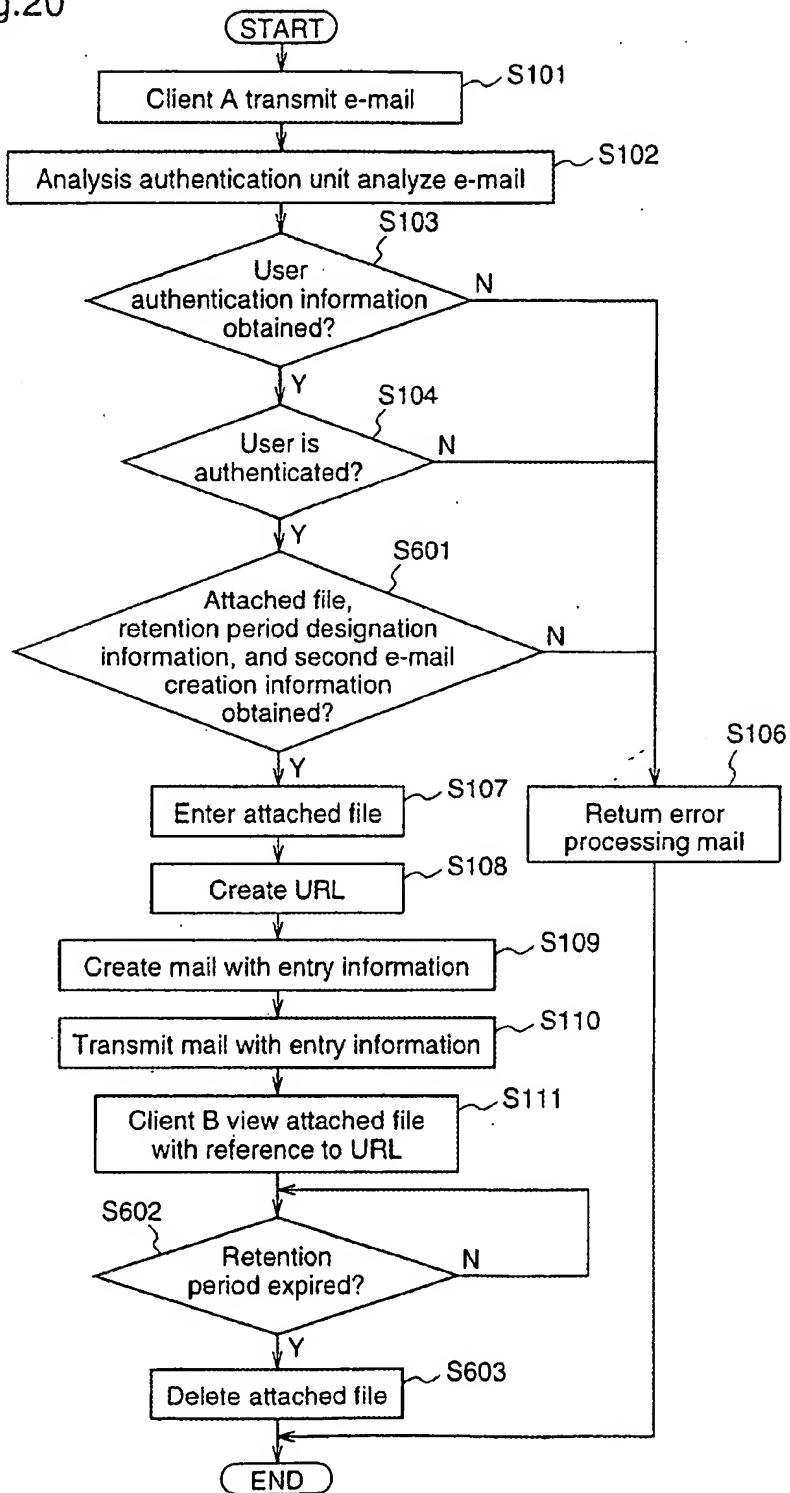 g.20
START
S101
Client A transmit e-mail
S102
Analysis authentication unit analyze e-mail
S103
User
authentication information
obtained?
N
Y
S104
User is
authenticated?
N
Y
S601
Attached file,
retention period designation
information, and second e-mail
creation information
obtained?
N
Y
S106
Return error
processing mail
S107
Enter attached file
S108
Create URL
S109
Create mail with entry information
S110
Transmit mail with entry information
S111
Client B view attached file
with reference to URL
S602
Retention
period expired?
N
Y
S603
Delete attached file
END